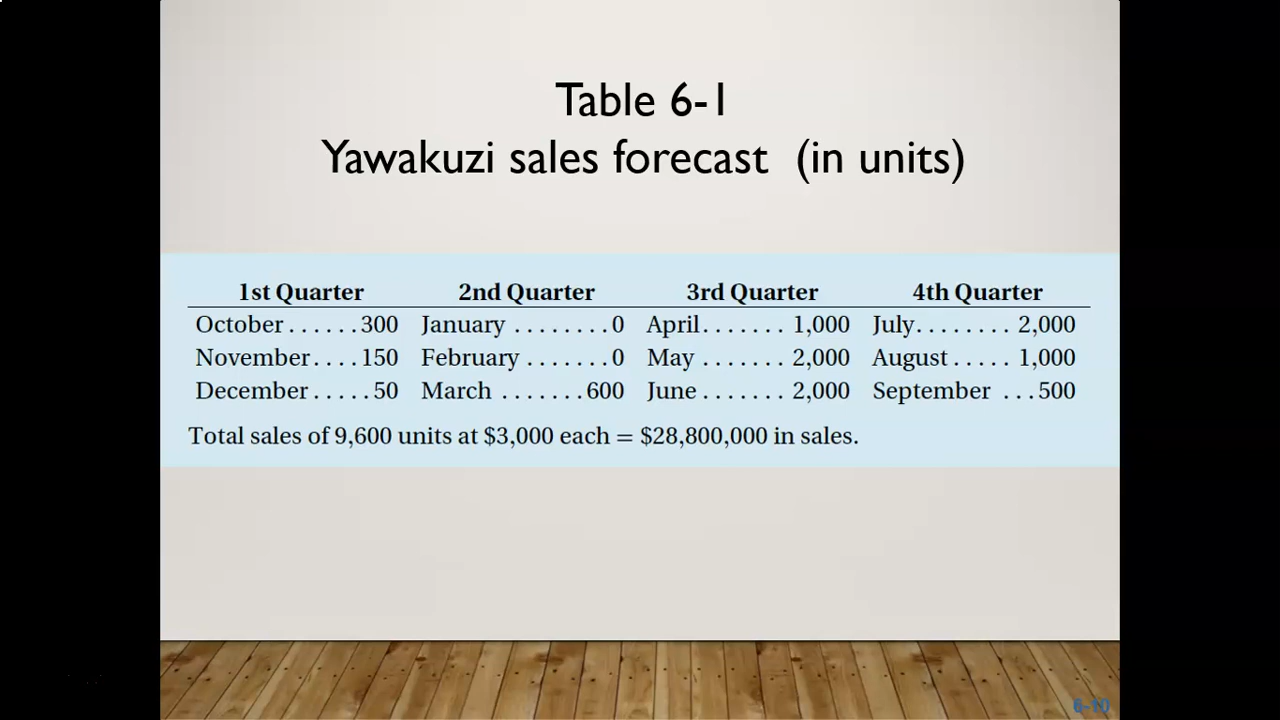 Table 6-1
Yawakuzi sales forecast (in units)
1st Quarter 2nd Quarter 3rd Quarter 4th Quarter
October . . . . . . 300 January . . . . . . . . 0 April . . . . . . . 1,000 July . . . . . . . . 2,000
November . . . . 150 February . . . . . . . 0 May . . . . . . . . 2,000 August . . . . . 1,000
December . . . . . 50 March . . . . . . . 600 June . . . . . . . 2,000 September . . . 500
Total sales of 9,600 units at $3,000 each = $28,800,000 in sales.
6-10